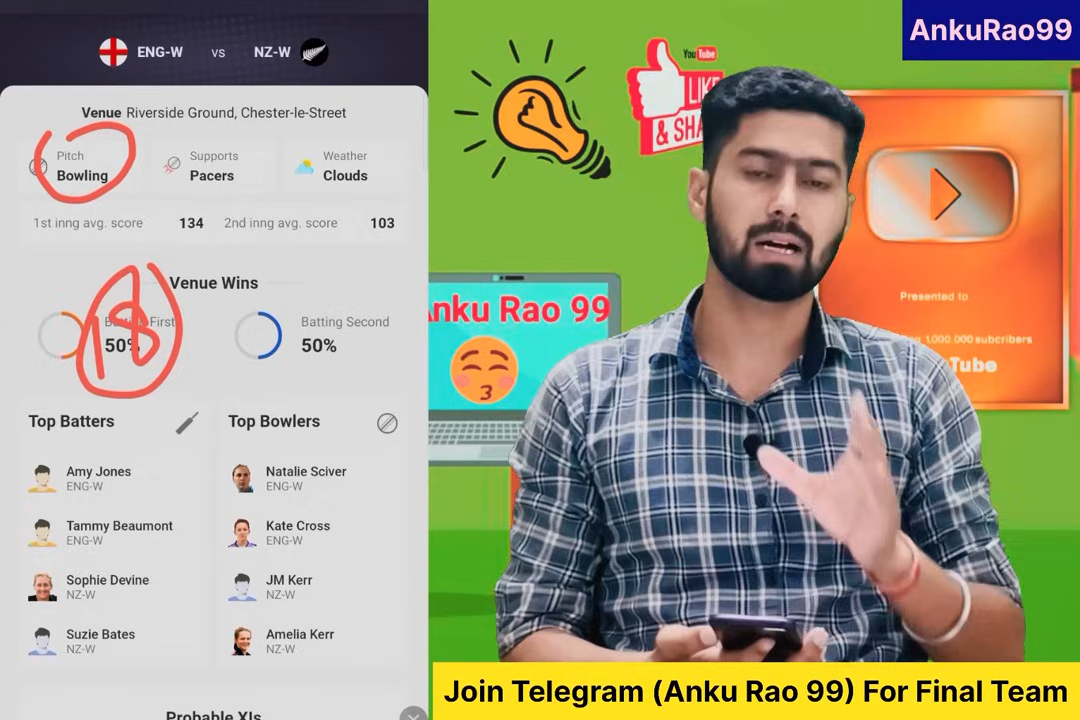 AnkuRao99
ENG-W vs NZ-W
Venue Riverside Ground, Chester-le-Street
Pitch
Bowling
Supports
Pacers
Weather
Clouds
1st inng avg. score 134 2nd inng avg. score 103
Venue Wins
Batting First
50%
Batting Second
50%
18
Top Batters
Amy Jones
ENG-W
Tammy Beaumont
ENG-W
Sophie Devine
NZ-W
Suzie Bates
NZ-W
Top Bowlers
Natalie Sciver
ENG-W
Kate Cross
ENG-W
JM Kerr
NZ-W
Amelia Kerr
NZ-W
Probable XIs
YouTube
LIKE
& SHA
Anku Rao 99
Presented to
1,000,000 subcribers
Tube
Join Telegram (Anku Rao 99) For Final Team